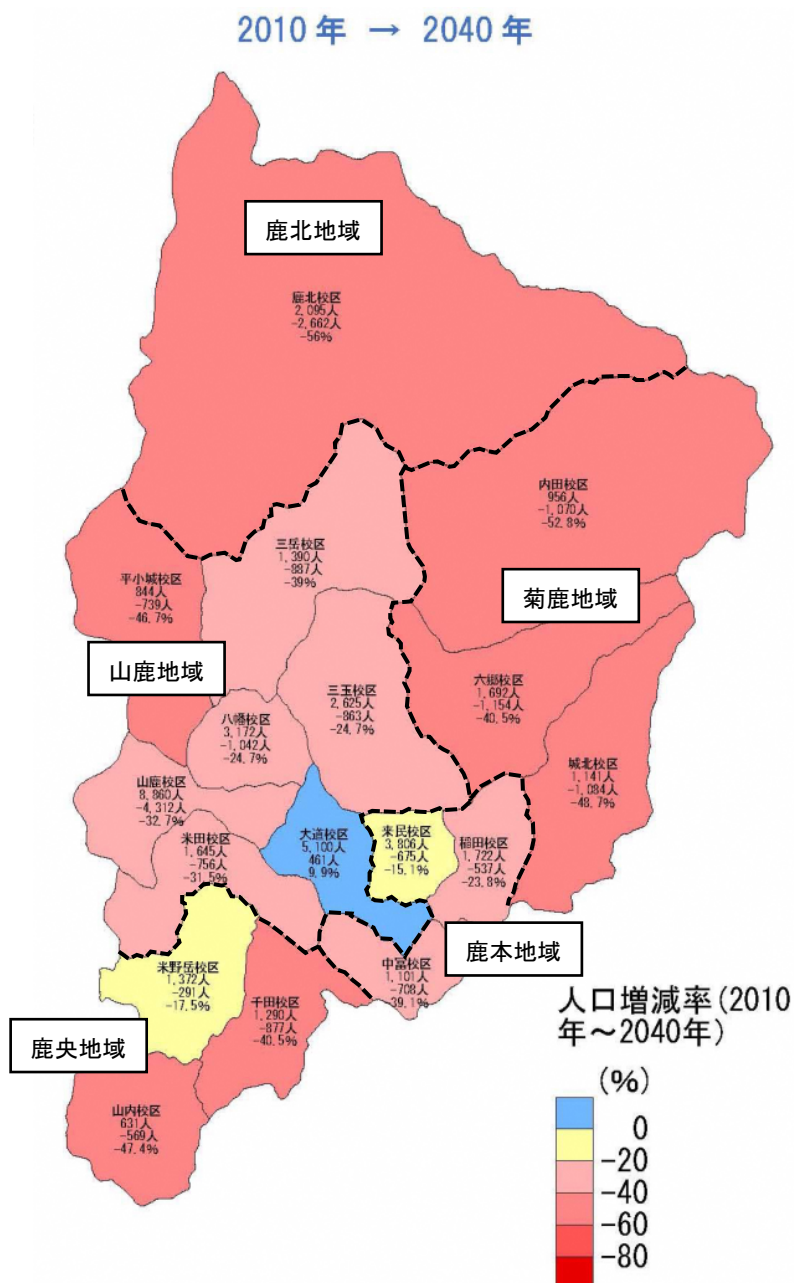 2010 年 → 2040 年
鹿北地域
鹿北校区
2,095人
-2,662人
-56%
内田校区
956人
-1,070人
-52.8%
三岳校区
1,390人
-887人
-39%
平小城校区
844人
-739人
-46.7%
菊鹿地域
山鹿地域
六郷校区
1,692人
-1,154人
-40.5%
三玉校区
2,625人
-863人
-24.7%
八幡校区
3,172人
-1,042人
-24.7%
城北校区
1,141人
-1,084人
-48.7%
山鹿校区
8,860人
-4,312人
-32.7%
大道校区
5,100人
461人
9.9%
来民校区
3,806人
-675人
-15.1%
稲田校区
1,722人
-537人
-23.8%
米田校区
1,645人
-756人
-31.5%
鹿本地域
中富校区
1,101人
-708人
39.1%
米野岳校区
1,372人
-291人
-17.5%
千田校区
1,290人
-877人
-40.5%
鹿央地域
山内校区
631人
-569人
-47.4%
人口増減率(2010
年~2040年)
(%)
0
-20
-40
-60
-80